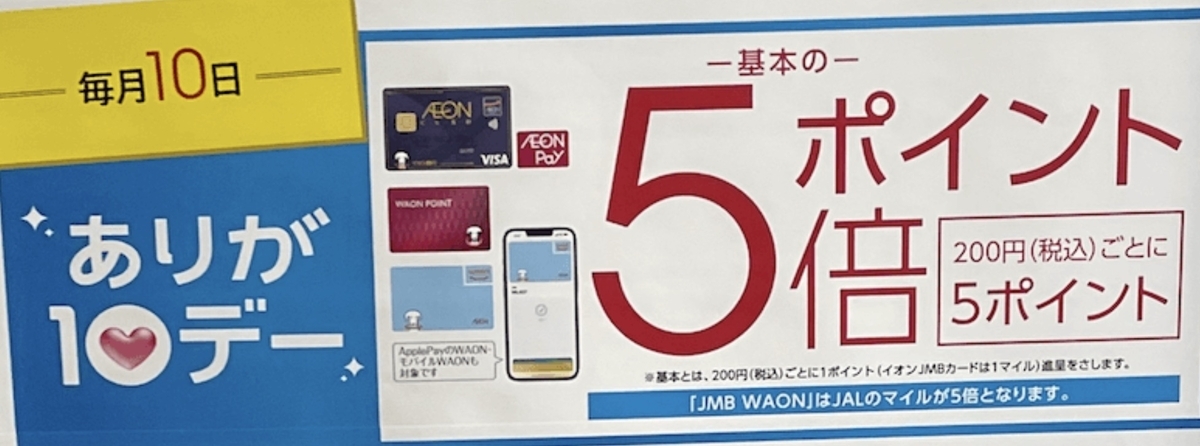 毎月10日
ありが
10デー
ÆON
VISA
ÆON
Pay
WAON POINT
ApplePayのWAON・
モバイルWAONも
対象です
基本の
5ポイント
倍
200円(税込)ごとに
5ポイント
※基本とは、200円(税込)ごとに1ポイント(イオンJMBカードは1マイル)進呈をさします。
「JMB WAON」はJALのマイルが5倍となります。